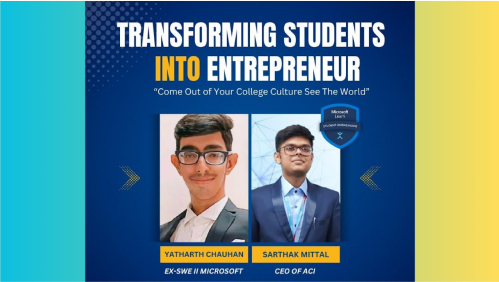 TRANSFORMING STUDENTS
INTO ENTREPRENEUR
“Come Out of Your College Culture See The World”
Microsoft
Learn
STUDENT AMBASSADORS
YATHARTH CHAUHAN
SARTHAK MITTAL
EX-SWE II MICROSOFT
CEO OF ACI